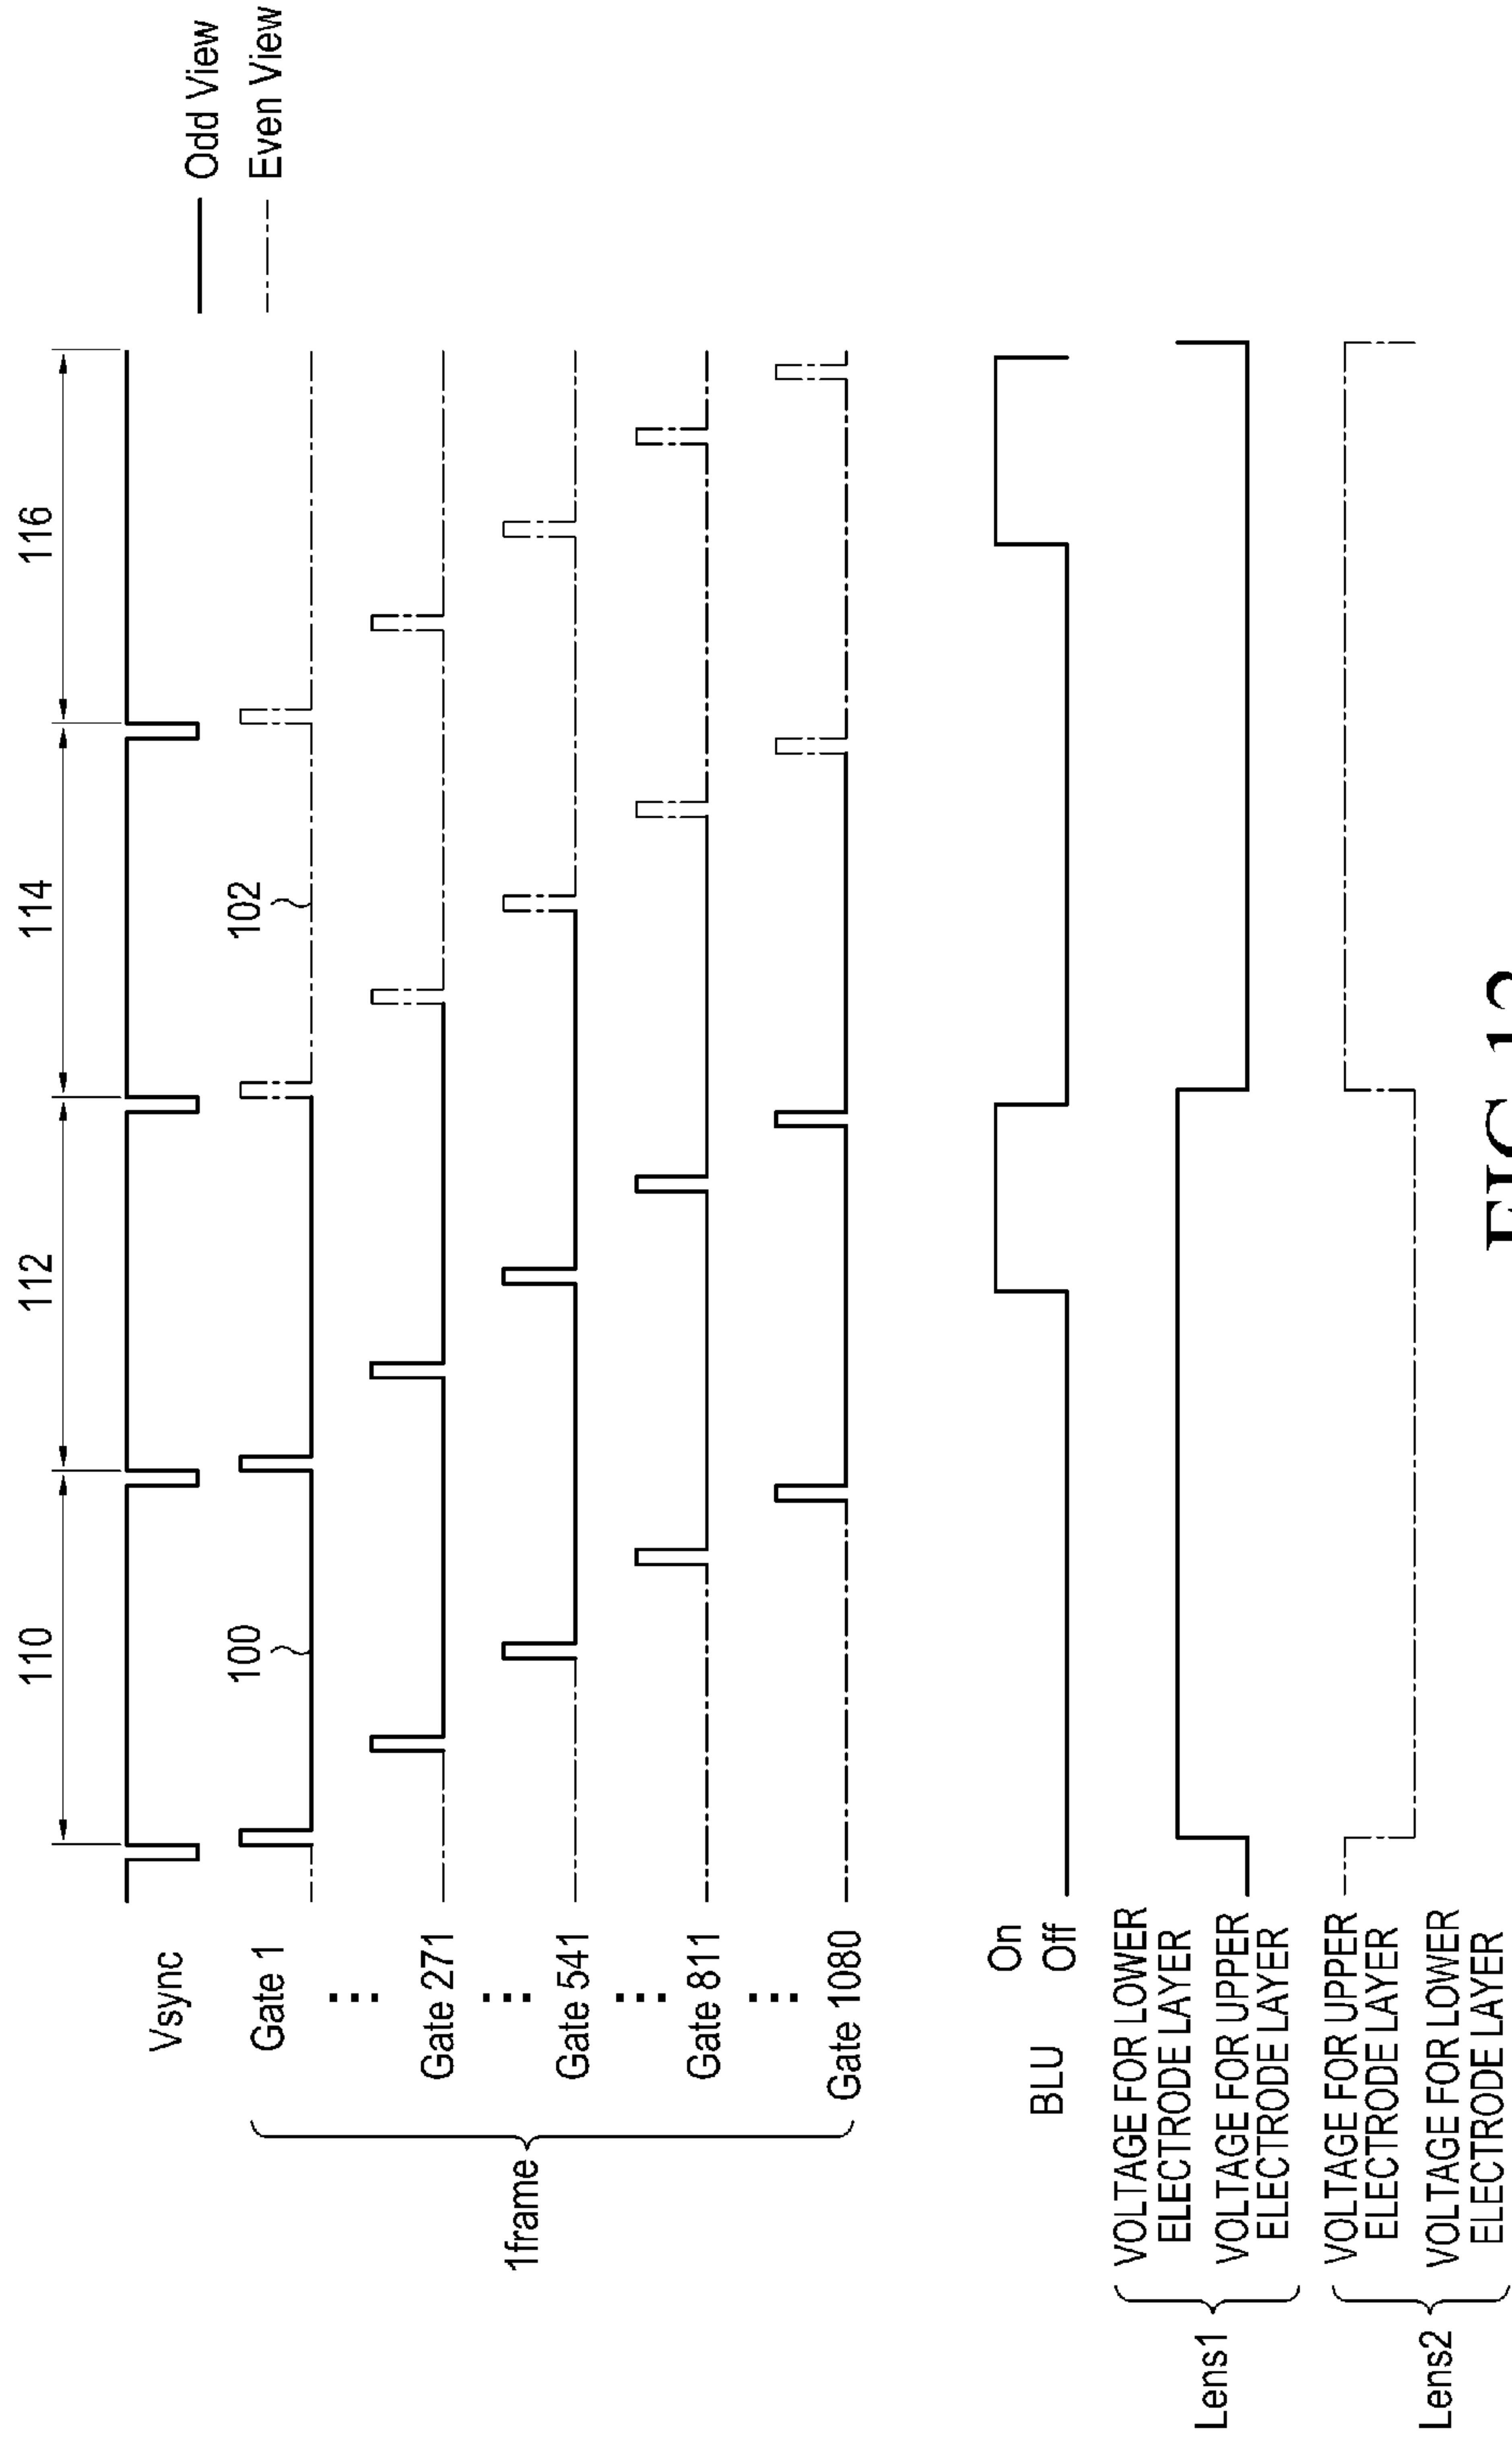 110
112
114
116
Odd View
Even View
Vsync
Gate 1
100
102
Gate 271
Gate 541
Gate 811
Gate 1080
1frame
BLU
On
Off
Lens1
VOLTAGE FOR LOWER
ELECTRODE LAYER
VOLTAGE FOR UPPER
ELECTRODE LAYER
Lens2
VOLTAGE FOR UPPER
ELECTRODE LAYER
VOLTAGE FOR LOWER
ELECTRODE LAYER